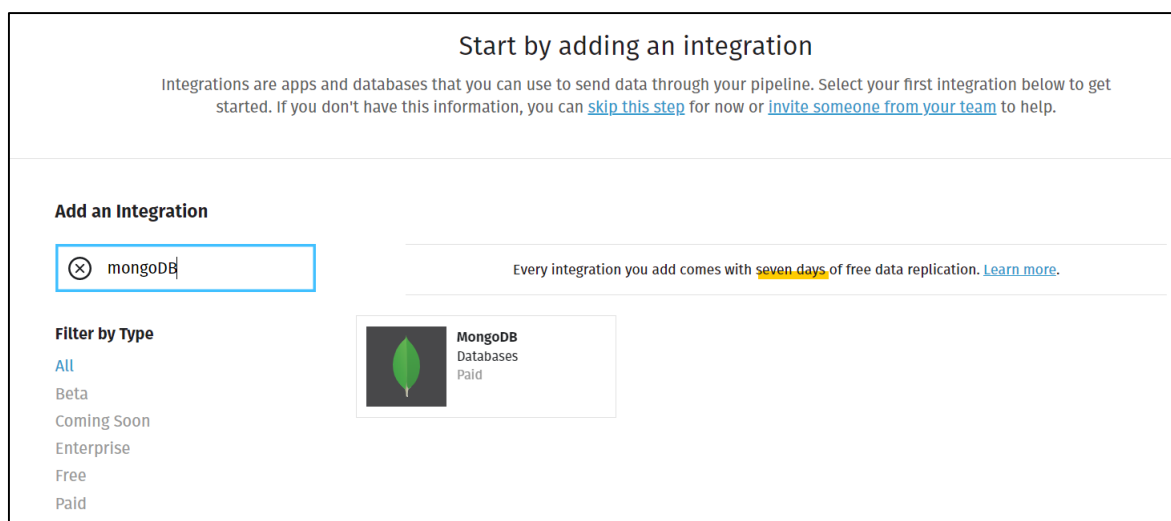 Start by adding an integration
Integrations are apps and databases that you can use to send data through your pipeline. Select your first integration below to get
started. If you don't have this information, you can skip this step for now or invite someone from your team to help.
Add an Integration
mongoDB
Every integration you add comes with seven days of free data replication. Learn more.
Filter by Type
All
Beta
Coming Soon
Enterprise
Free
Paid
MongoDB
Databases
Paid